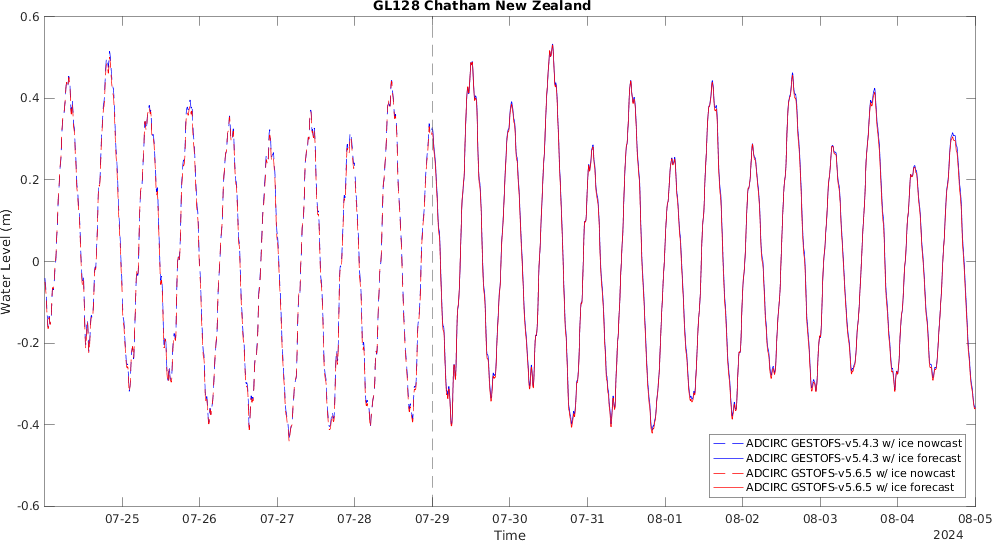 GL128 Chatham New Zealand
0.6
0.4
0.2
0
-0.2
-0.4
-0.6
Water Level (m)
ADCIRC GESTOFS-v5.4.3 w/ ice nowcast
ADCIRC GESTOFS-v5.4.3 w/ ice forecast
ADCIRC GSTOFS-v5.6.5 w/ ice nowcast
ADCIRC GSTOFS-v5.6.5 w/ ice forecast
07-25 07-26 07-27 07-28 07-29 07-30 07-31 08-01 08-02 08-03 08-04 08-05
Time
2024